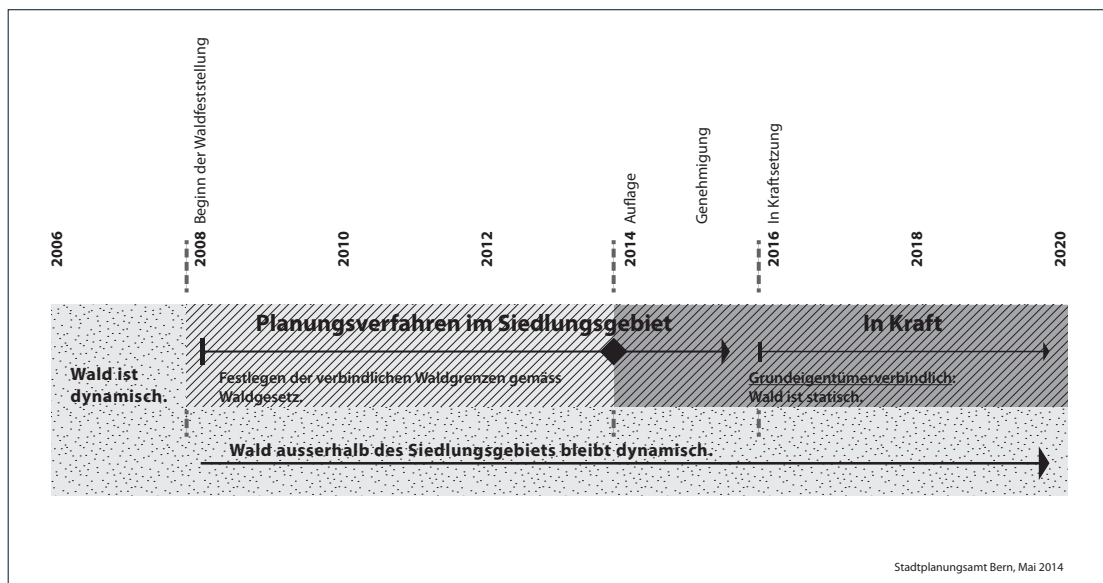 2006
2008 Beginn der Waldfeststellung
2010
2012
2014 Auflage
Genehmigung
2016 In Kraftsetzung
2018
2020
Planungsverfahren im Siedlungsgebiet
In Kraft
Wald ist
dynamisch.
Festlegen der verbindlichen Waldgrenzen gemäss
Waldgesetz.
Grundeigentümerverbindlich:
Wald ist statisch.
Wald ausserhalb des Siedlungsgebiets bleibt dynamisch.
Stadtplanungsamt Bern, Mai 2014